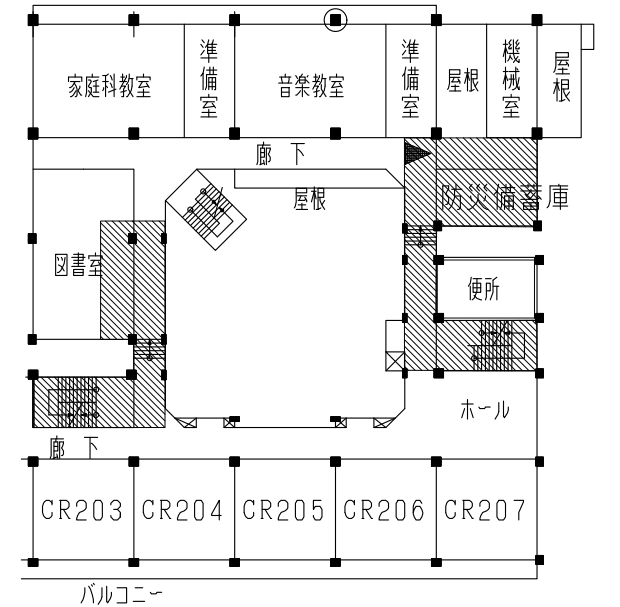 家庭科教室
準備室
音楽教室
準備室
屋根
機械室
屋根
廊 下
屋根
防災備蓄庫
図書室
便所
ホール
廊 下
CR203
CR204
CR205
CR206
CR207
バルコニー